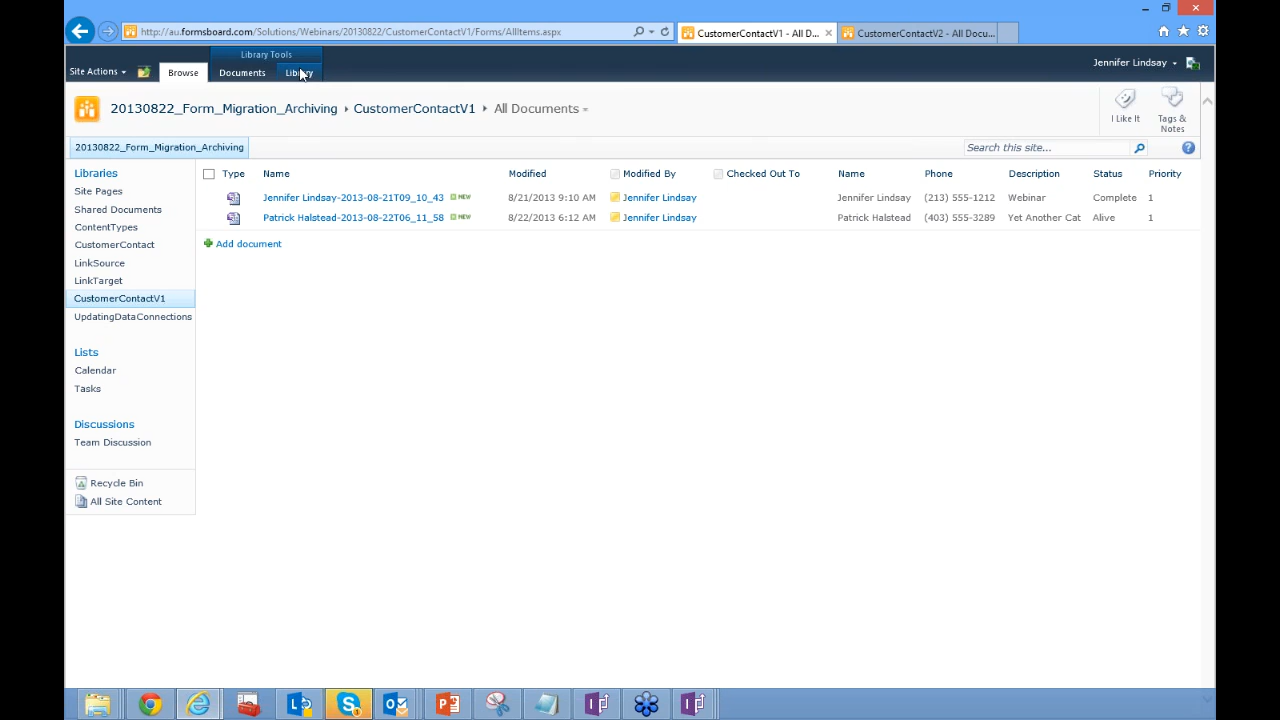 http://au.formsboard.com/Solutions/Webinars/20130822/CustomerContactV1/Forms/AllItems.aspx
CustomerContactV1 - All D...
CustomerContactV2 - All Docu...
Library Tools
Site Actions
Browse
Documents
Library
Jennifer Lindsay
20130822_Form_Migration_Archiving
CustomerContactV1
All Documents
I Like It
Tags & Notes
20130822_Form_Migration_Archiving
Search this site...
Libraries
Site Pages
Shared Documents
ContentTypes
CustomerContact
LinkSource
LinkTarget
CustomerContactV1
UpdatingDataConnections
Lists
Calendar
Tasks
Discussions
Team Discussion
Recycle Bin
All Site Content
Type Name Modified Modified By Checked Out To Name Phone Description Status Priority
Jennifer Lindsay-2013-08-21T09_10_43 NEW 8/21/2013 9:10 AM Jennifer Lindsay Jennifer Lindsay (213) 555-1212 Webinar Complete 1
Patrick Halstead-2013-08-22T06_11_58 NEW 8/22/2013 6:12 AM Jennifer Lindsay Patrick Halstead (403) 555-3289 Yet Another Cat Alive 1
Add document